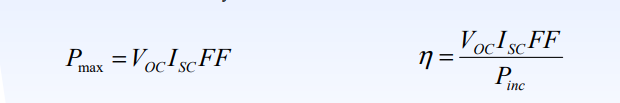 P_max = V_OC I_SC FF
η = V_OC I_SC FF / P_inc